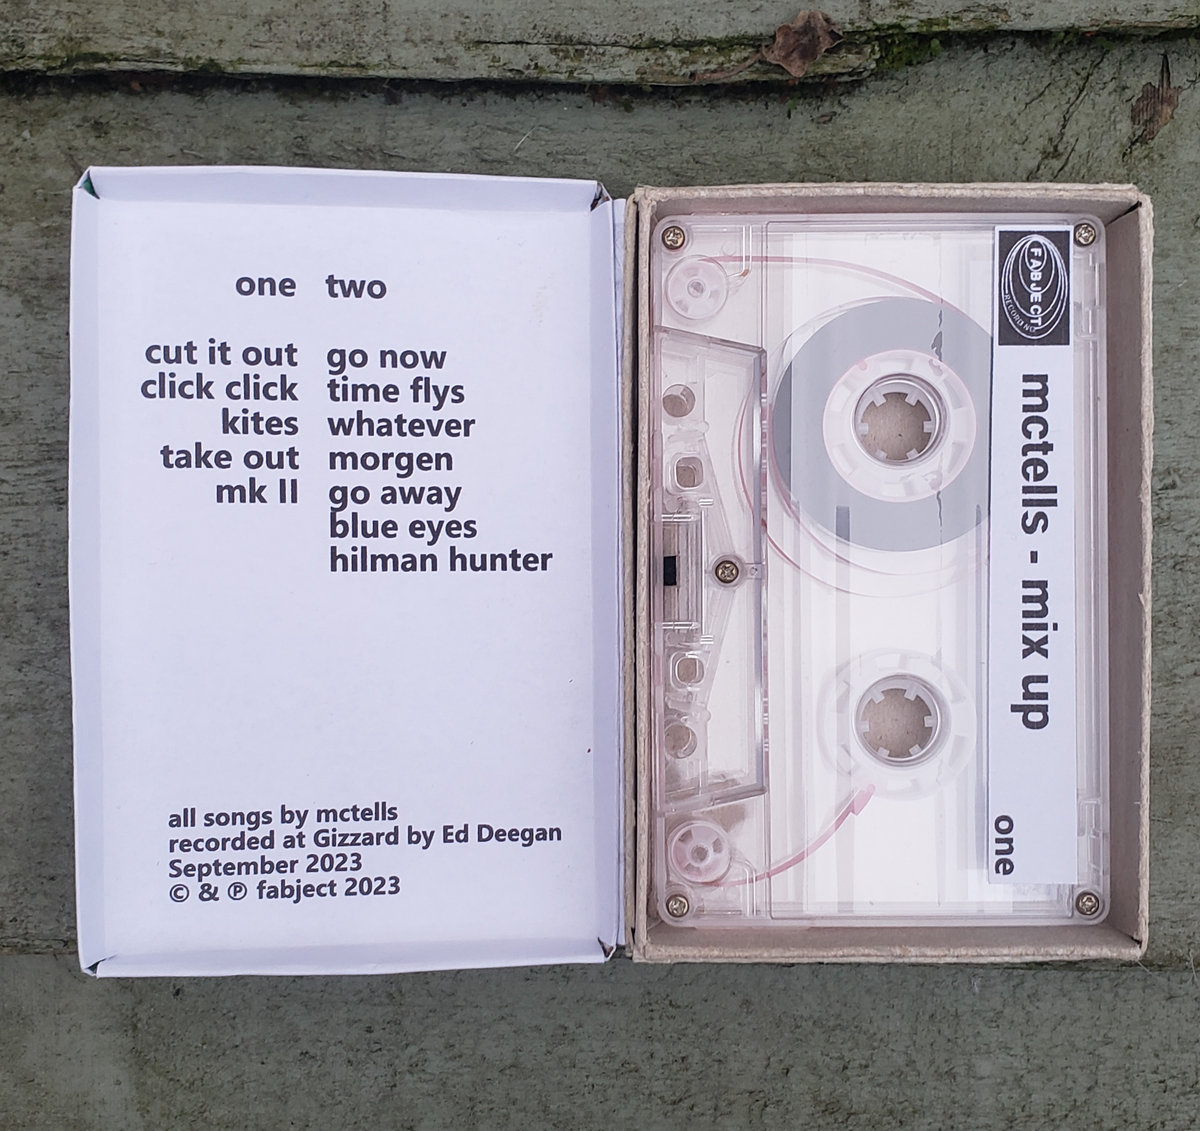 one two
cut it out
click click
kites
take out
mk II
go now
time flys
whatever
morgen
go away
blue eyes
hilman hunter
all songs by mctells
recorded at Gizzard by Ed Deegan
September 2023
© & ℗ fabject 2023
FABJECT
RECORDING
mctells - mix up
one